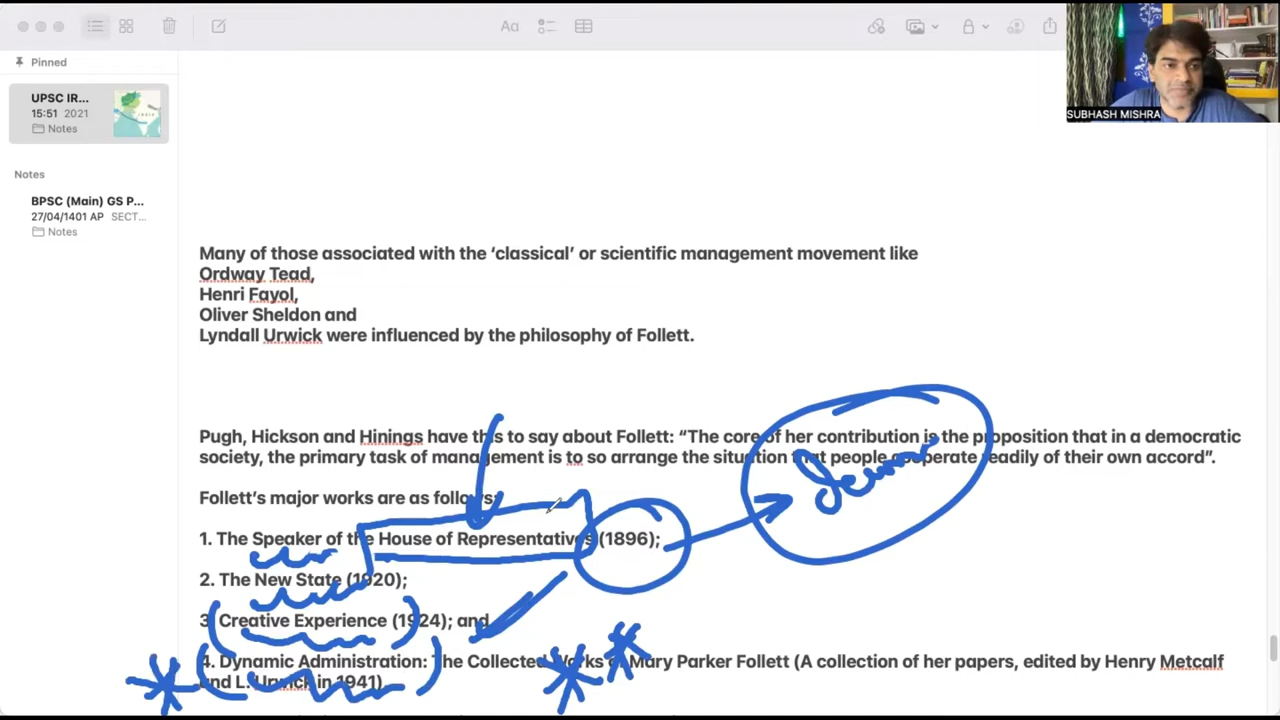 Aa
Pinned
UPSC IR...
15:51 2021
Notes
Notes
BPSC (Main) GS P...
27/04/1401 AP SECT...
Notes
SUBHASH MISHRA
Many of those associated with the ‘classical’ or scientific management movement like
Ordway Tead,
Henri Fayol,
Oliver Sheldon and
Lyndall Urwick were influenced by the philosophy of Follett.
Pugh, Hickson and Hinings have this to say about Follett: “The core of her contribution is the proposition that in a democratic
society, the primary task of management is to so arrange the situation that people cooperate readily of their own accord”.
Follett’s major works are as follows:
1. The Speaker of the House of Representatives (1896);
2. The New State (1920);
3. Creative Experience (1924); and
4. Dynamic Administration: The Collected Works of Mary Parker Follett (A collection of her papers, edited by Henry Metcalf
and L. Urwick in 1941)